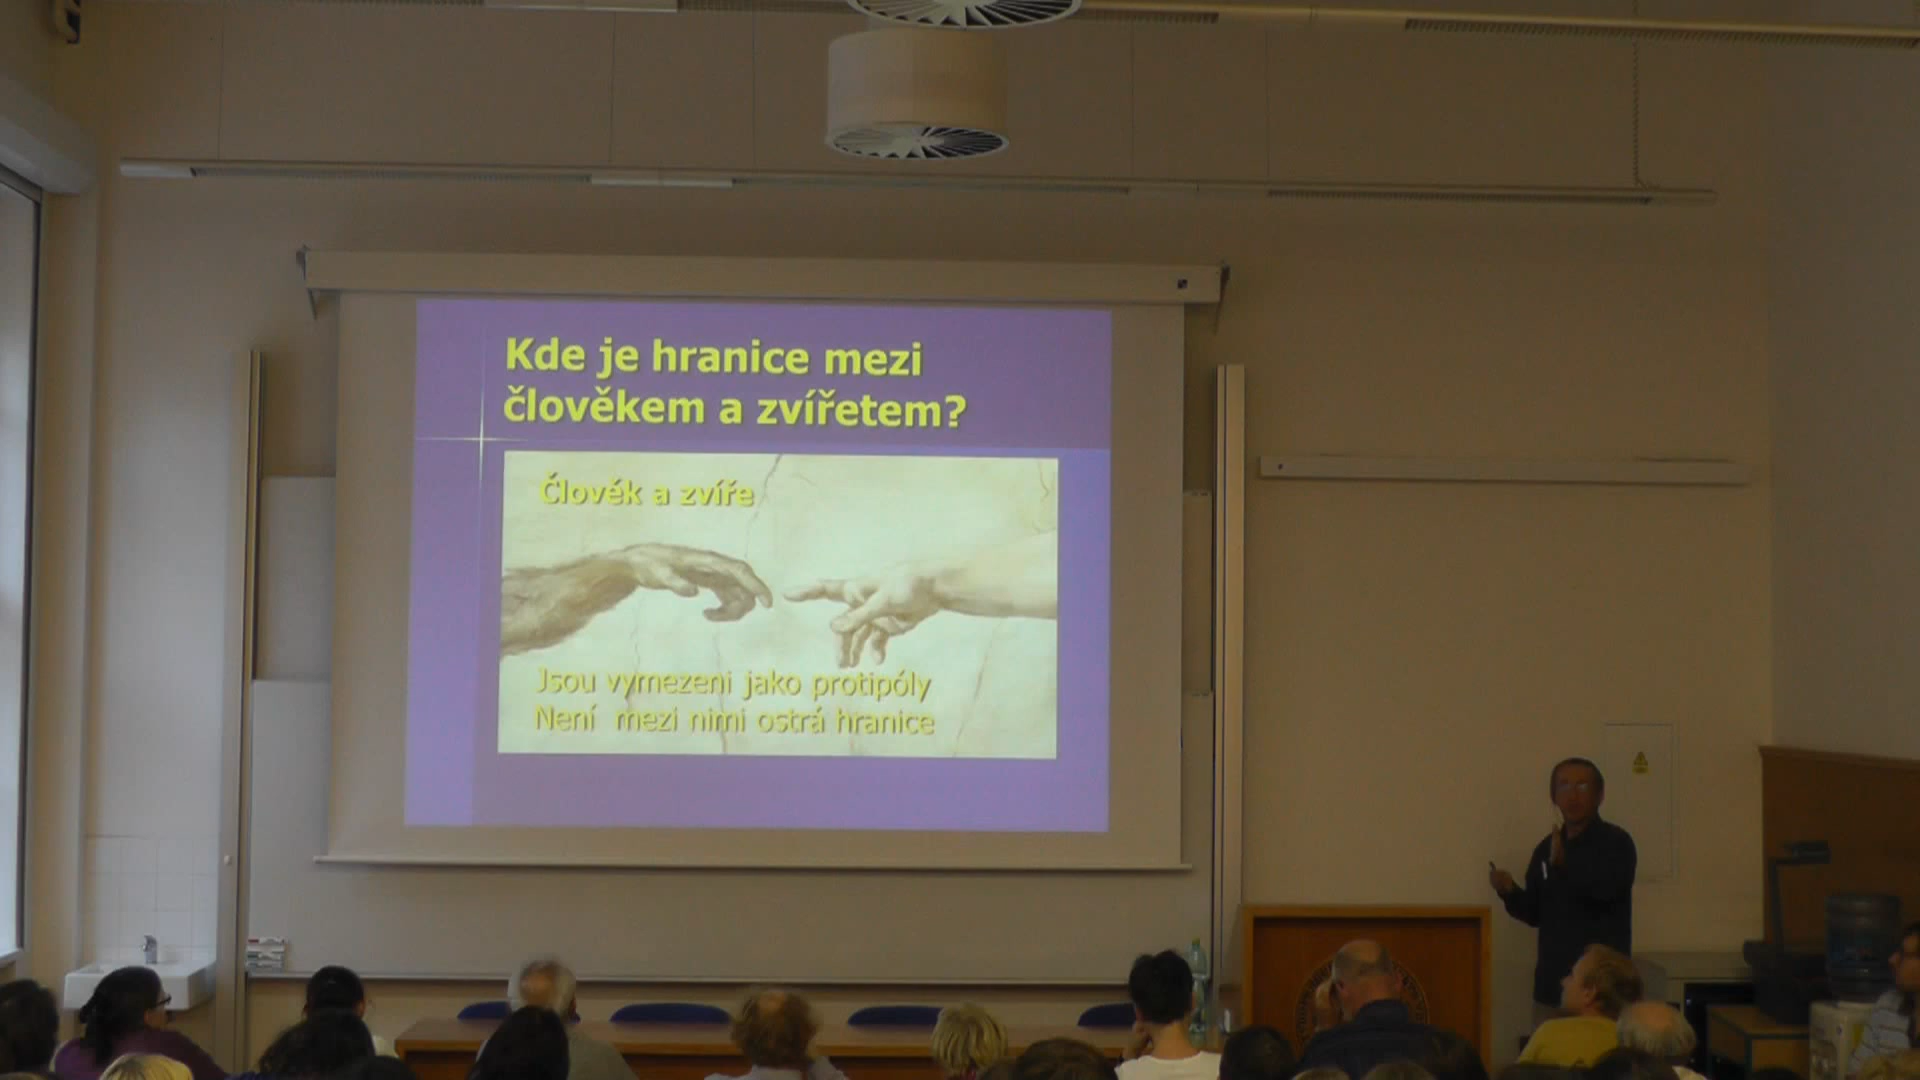 Kde je hranice mezi
člověkem a zvířetem?
Člověk a zvíře
Jsou vymezeni jako protipóly
Není mezi nimi ostrá hranice